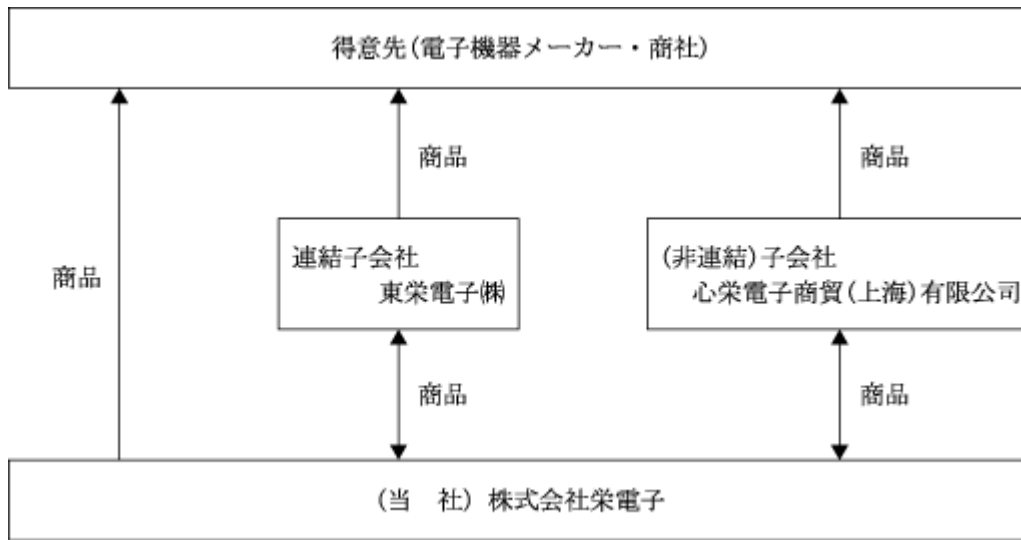 得意先(電子機器メーカー・商社)
商品
商品
連結子会社
東栄電子㈱
(非連結)子会社
心栄電子商貿(上海)有限公司
商品
商品
商品
(当　社)株式会社栄電子